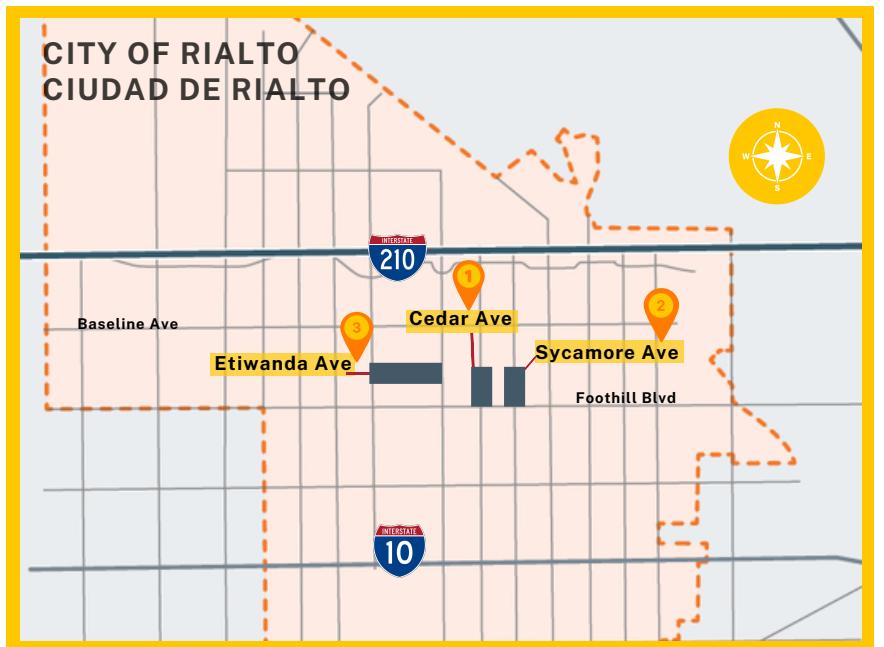 CITY OF RIALTO
CIUDAD DE RIALTO
N
W E
S
INTERSTATE
210
1
2
Cedar Ave
Baseline Ave
3
Sycamore Ave
Etiwanda Ave
Foothill Blvd
INTERSTATE
10